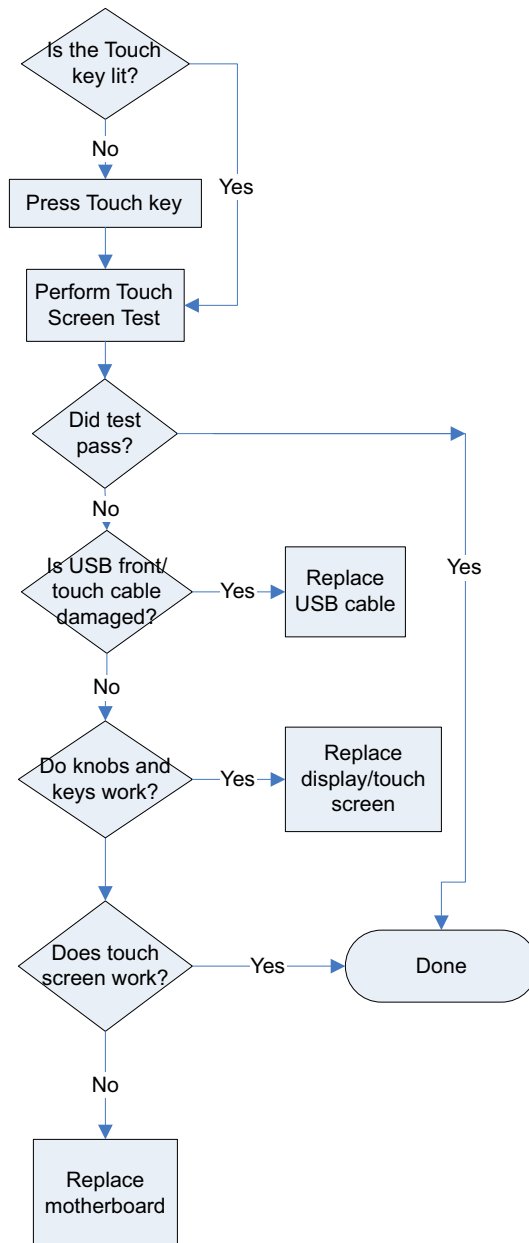 Is the Touch
key lit?
No
Yes
Press Touch key
Perform Touch
Screen Test
Did test
pass?
No
Yes
Is USB front/
touch cable
damaged?
Yes
Replace
USB cable
No
Do knobs and
keys work?
Yes
Replace
display/touch
screen
Does touch
screen work?
Yes
Done
No
Replace
motherboard